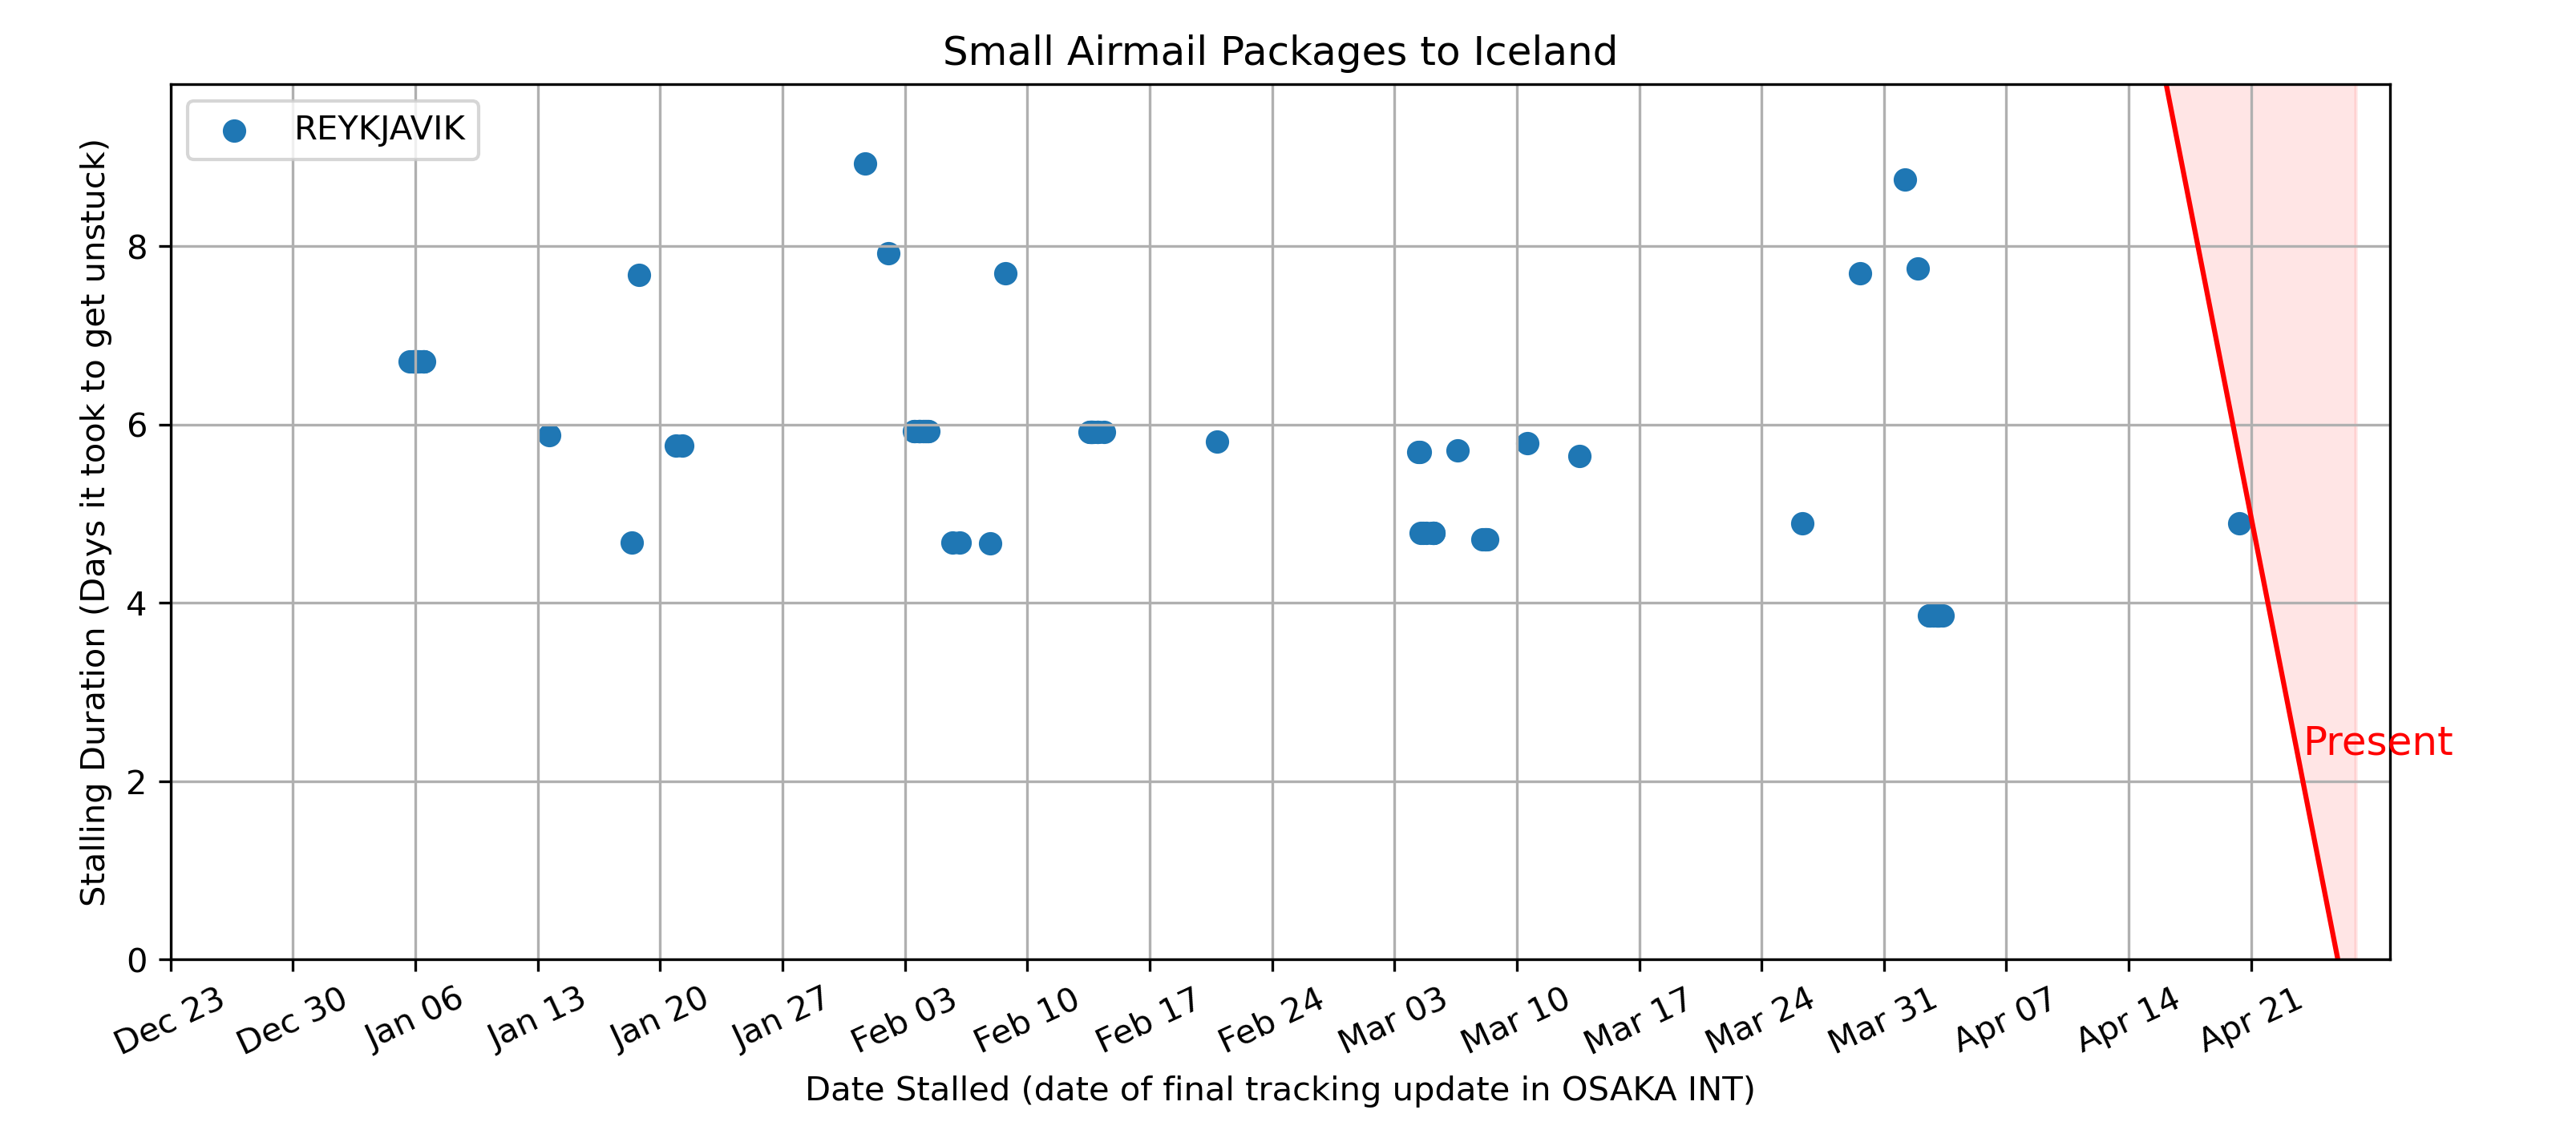 Small Airmail Packages to Iceland
REYKJAVIK
Stalling Duration (Days it took to get unstuck)
8
6
4
2
0
Present
Dec 23
Dec 30
Jan 06
Jan 13
Jan 20
Jan 27
Feb 03
Feb 10
Feb 17
Feb 24
Mar 03
Mar 10
Mar 17
Mar 24
Mar 31
Apr 07
Apr 14
Apr 21
Date Stalled (date of final tracking update in OSAKA INT)